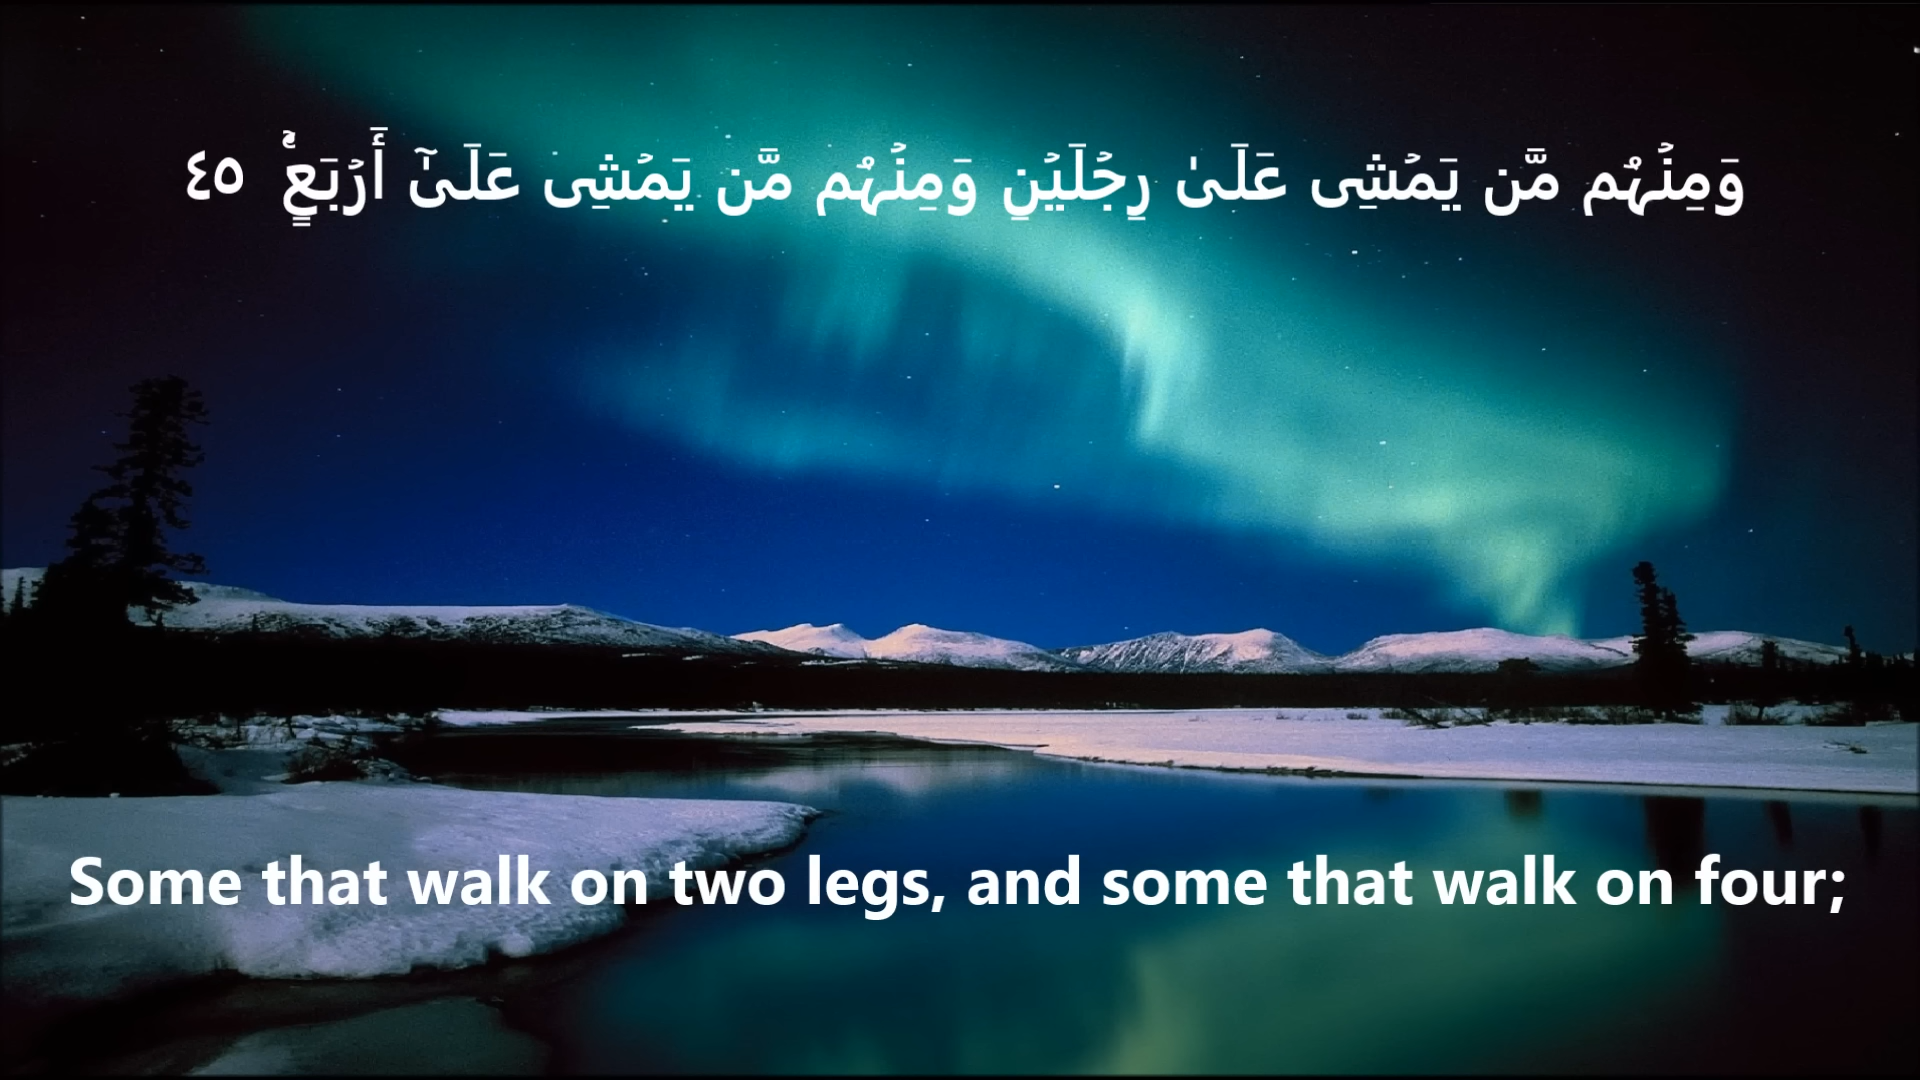 وَمِنۡهُم مَّن يَمۡشِى عَلَىٰ رِجۡلَيۡنِ وَمِنۡهُم مَّن يَمۡشِى عَلَىٰٓ أَرۡبَعٍۚ ٤٥
Some that walk on two legs, and some that walk on four;